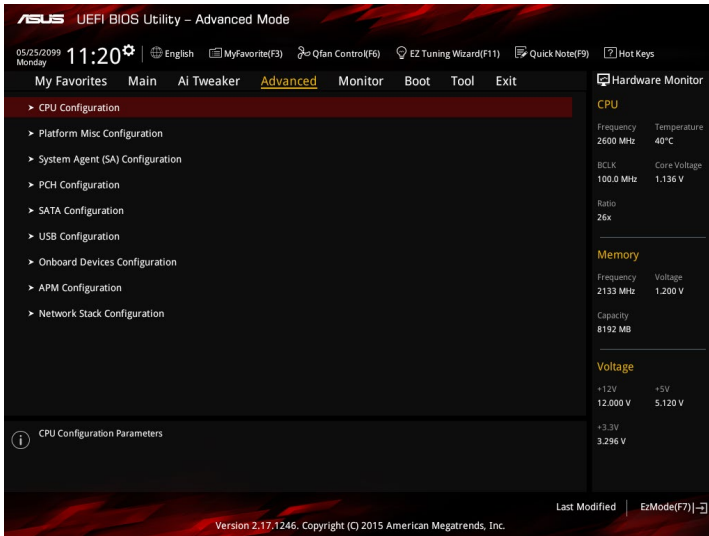 ASUS UEFI BIOS Utility – Advanced Mode
05/25/2099 Monday 11:20 English MyFavorite(F3) Qfan Control(F6) EZ Tuning Wizard(F11) Quick Note(F9) ? Hot Keys
My Favorites Main Ai Tweaker Advanced Monitor Boot Tool Exit
Hardware Monitor
> CPU Configuration
> Platform Misc Configuration
> System Agent (SA) Configuration
> PCH Configuration
> SATA Configuration
> USB Configuration
> Onboard Devices Configuration
> APM Configuration
> Network Stack Configuration
CPU
Frequency Temperature
2600 MHz 40°C
BCLK Core Voltage
100.0 MHz 1.136 V
Ratio
26x
Memory
Frequency Voltage
2133 MHz 1.200 V
Capacity
8192 MB
Voltage
+12V +5V
12.000 V 5.120 V
+3.3V
3.296 V
i CPU Configuration Parameters
Last Modified EzMode(F7)
Version 2.17.1246. Copyright (C) 2015 American Megatrends, Inc.